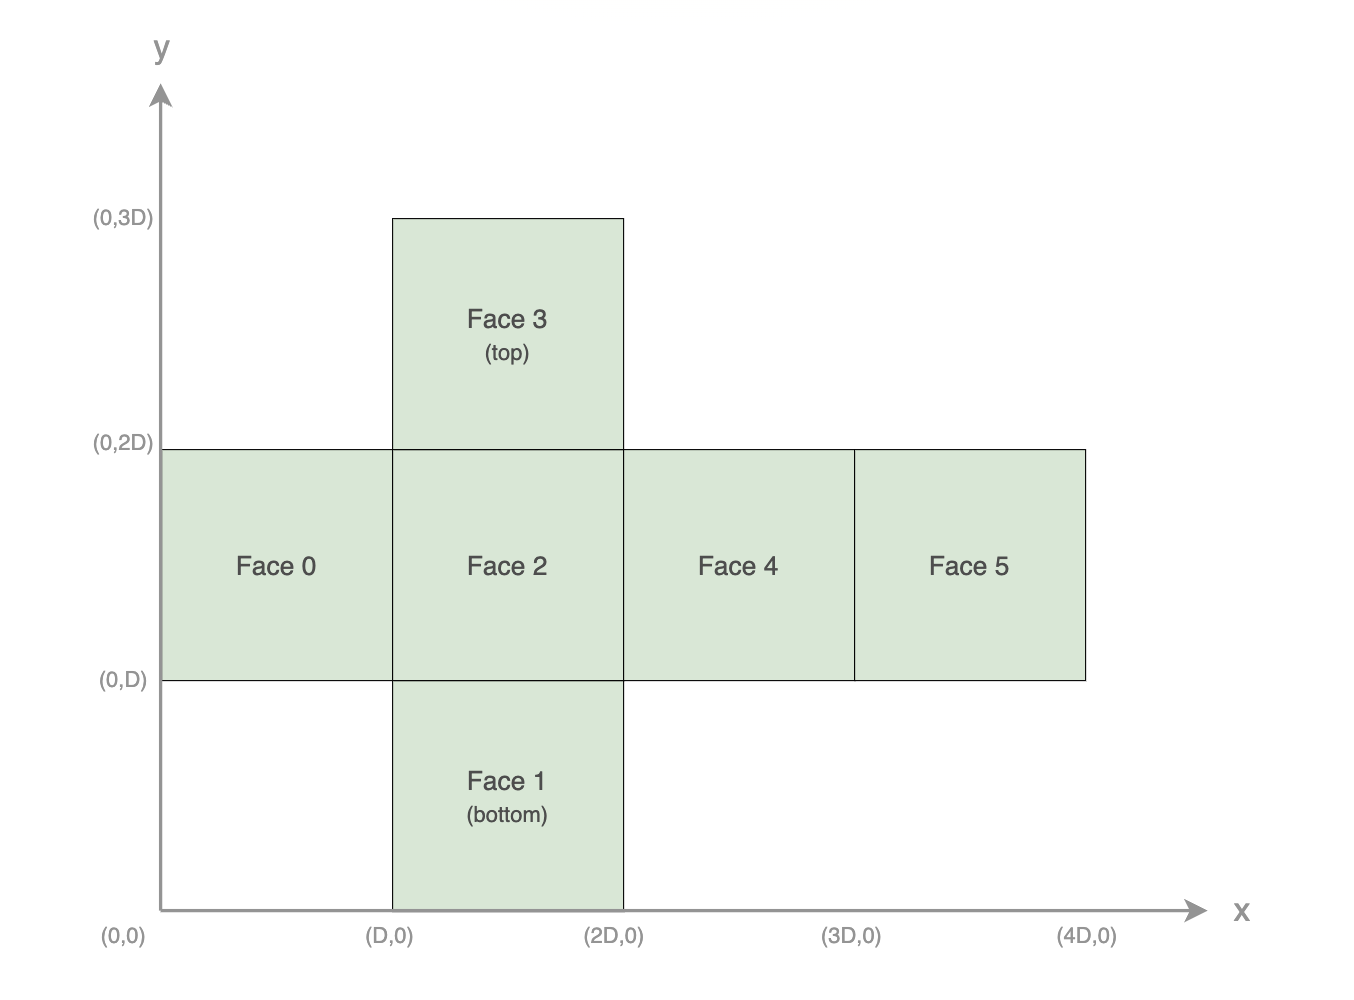 y
(0,3D)
Face 3
(top)
(0,2D)
Face 0
Face 2
Face 4
Face 5
(0,D)
Face 1
(bottom)
x
(0,0)
(D,0)
(2D,0)
(3D,0)
(4D,0)